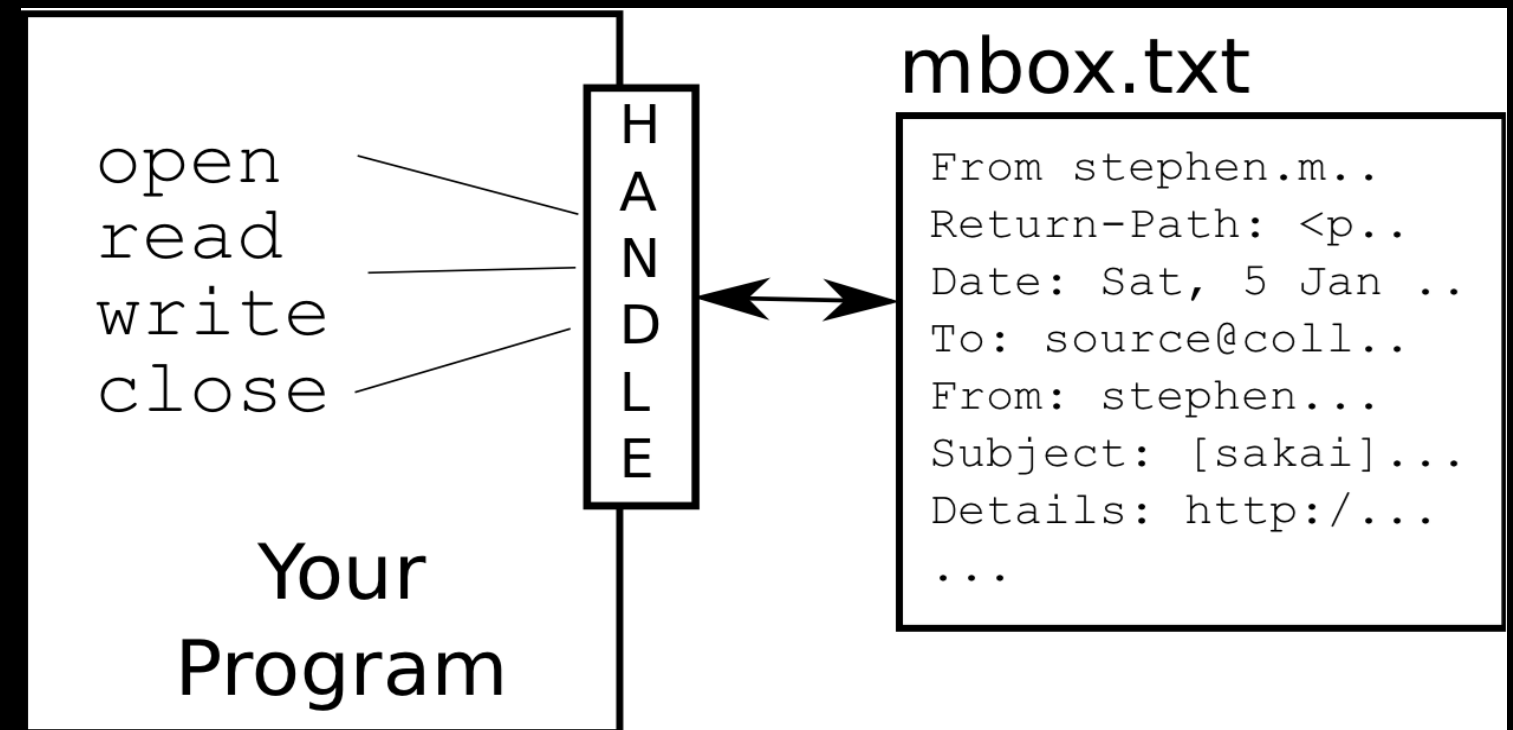 open
read
write
close
Your
Program
H
A
N
D
L
E
mbox.txt
From stephen.m..
Return-Path: <p..
Date: Sat, 5 Jan ..
To: source@coll..
From: stephen...
Subject: [sakai]...
Details: http:/...
...